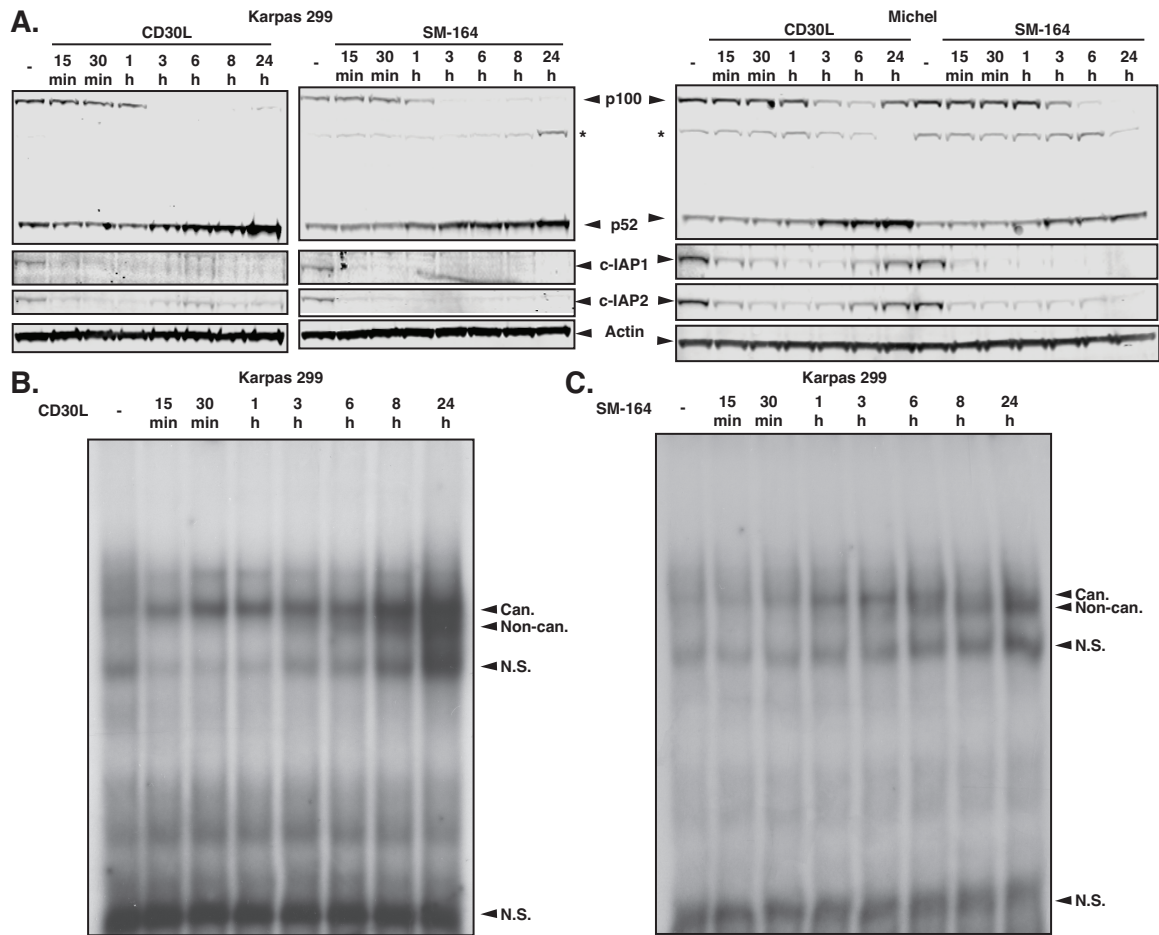 A.
Karpas 299
CD30L
SM-164
- 15 min 30 min 1 h 3 h 6 h 8 h 24 h
- 15 min 30 min 1 h 3 h 6 h 8 h 24 h
Michel
CD30L
SM-164
- 15 min 30 min 1 h 3 h 6 h 24 h - 15 min 30 min 1 h 3 h 6 h 24 h
p100
*
*
p52
c-IAP1
c-IAP2
Actin
B.
Karpas 299
CD30L
- 15 min 30 min 1 h 3 h 6 h 8 h 24 h
Can.
Non-can.
N.S.
N.S.
C.
Karpas 299
SM-164
- 15 min 30 min 1 h 3 h 6 h 8 h 24 h
Can.
Non-can.
N.S.
N.S.